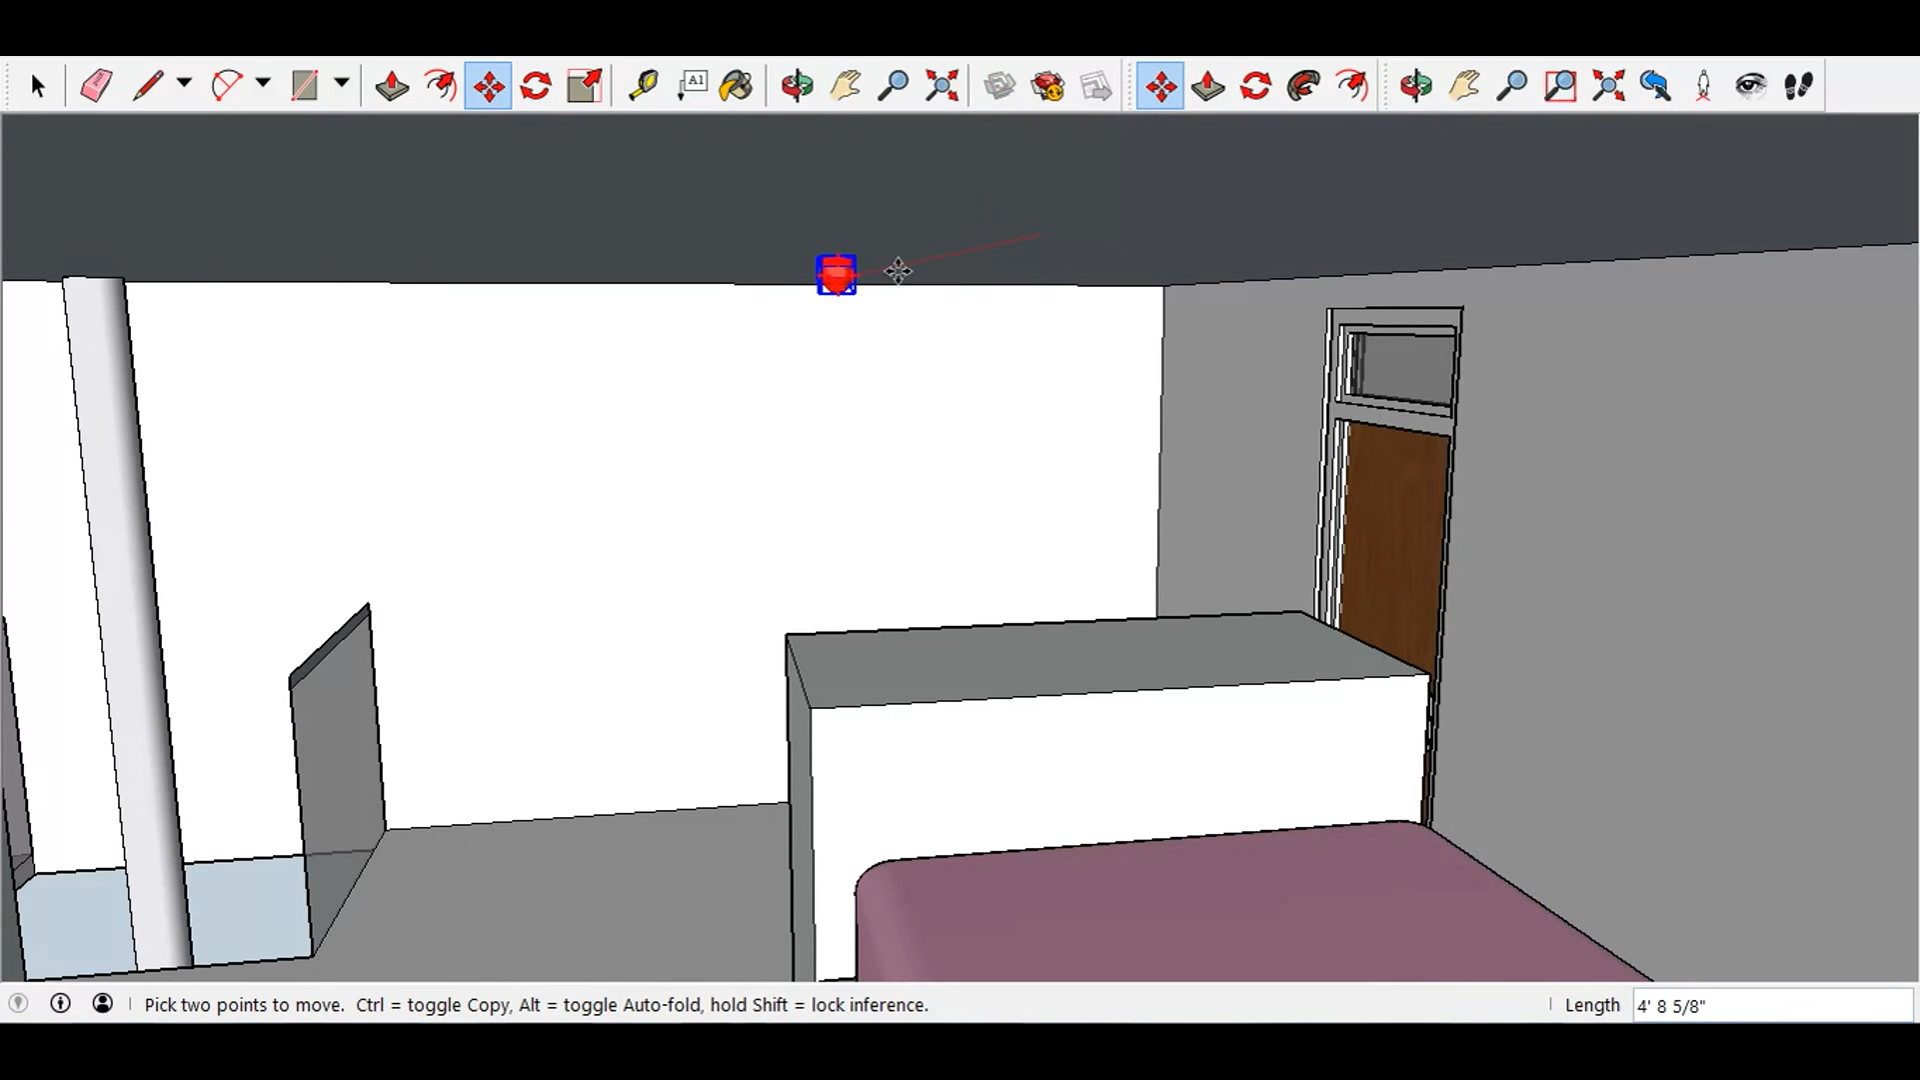 A1
Pick two points to move. Ctrl = toggle Copy, Alt = toggle Auto-fold, hold Shift = lock inference.
Length 4' 8 5/8"